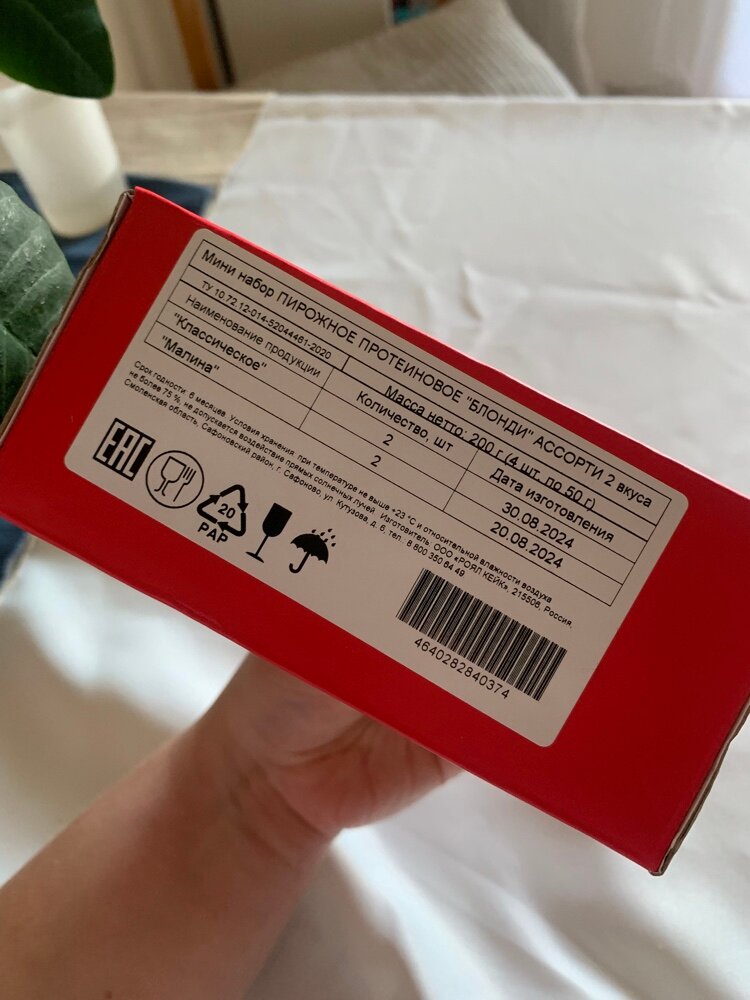 Мини набор ПИРОЖНОЕ ПРОТЕИНОВОЕ "БЛОНДИ" АССОРТИ 2 вкуса
ТУ 10.72.12-014-52044461-2020
Масса нетто: 200 г (4 шт. по 50 г)
Наименование продукции
Количество, шт
Дата изготовления
"Классическое"
2
30.08.2024
"Малина"
2
20.08.2024
Срок годности: 6 месяцев. Условия хранения: при температуре не выше +23 °С и относительной влажности воздуха
не более 75 %, не допускается воздействие прямых солнечных лучей. Изготовитель: ООО «РОЯЛ КЕЙК», 215506, Россия,
Смоленская область, Сафоновский район, г. Сафоново, ул. Кутузова, д. 6, тел.: 8 800 350 64 49
EAC
20
PAP
4640282840374